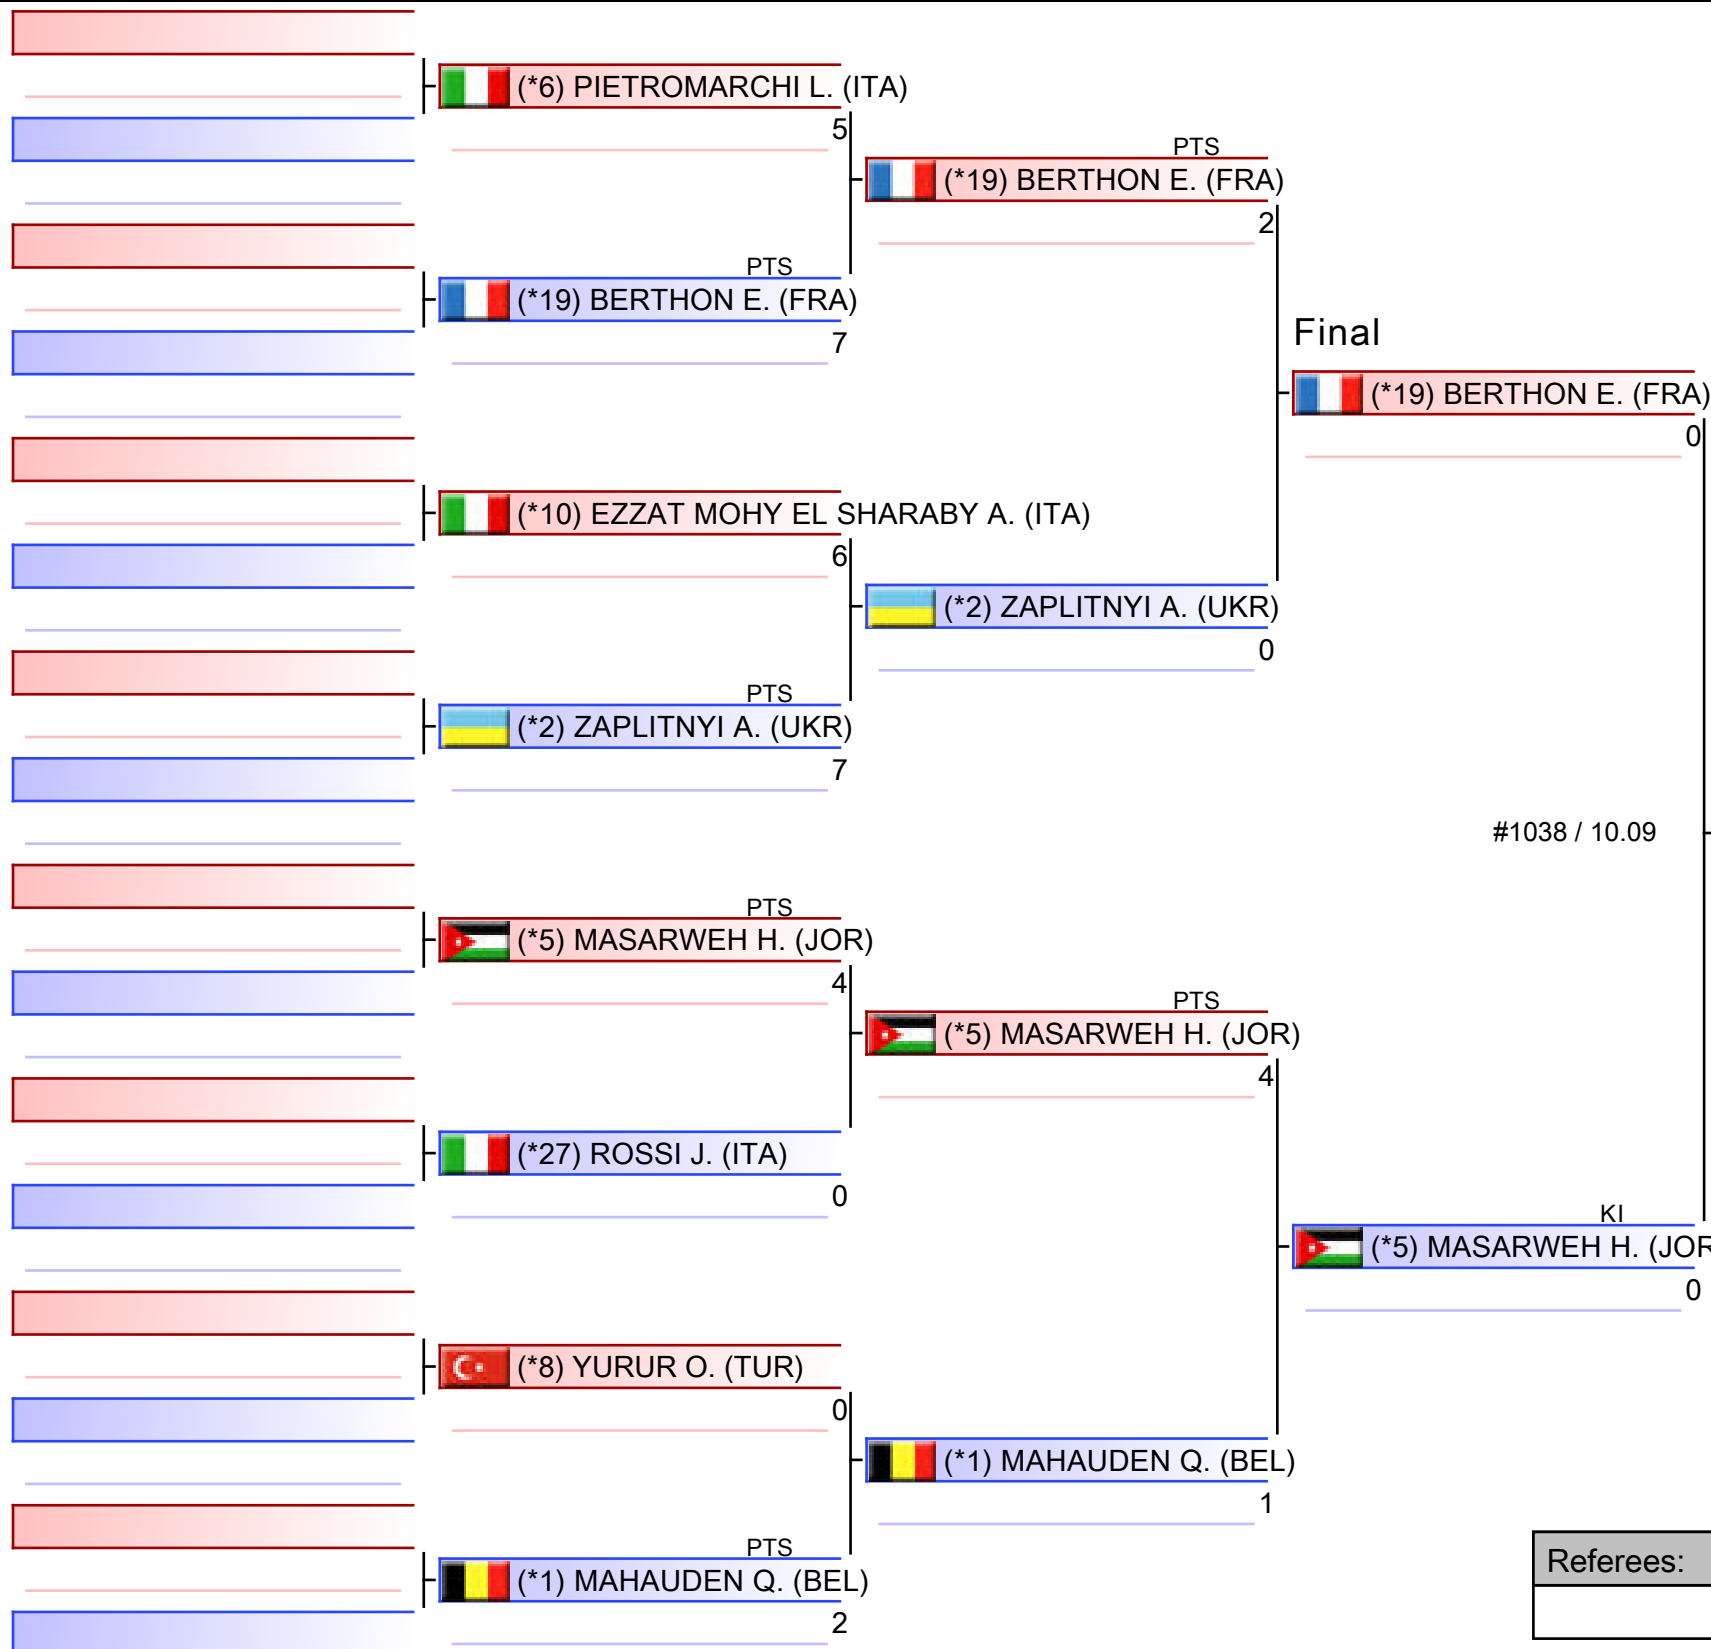 (*6) PIETROMARCHI L. (ITA)
5
PTS
(*19) BERTHON E. (FRA)
2
PTS
(*19) BERTHON E. (FRA)
7
Final
(*19) BERTHON E. (FRA)
0
(*10) EZZAT MOHY EL SHARABY A. (ITA)
6
(*2) ZAPLITNYI A. (UKR)
0
PTS
(*2) ZAPLITNYI A. (UKR)
7
#1038 / 10.09
PTS
(*5) MASARWEH H. (JOR)
4
PTS
(*5) MASARWEH H. (JOR)
4
(*27) ROSSI J. (ITA)
0
KI
(*5) MASARWEH H. (JOR
0
(*8) YURUR O. (TUR)
0
(*1) MAHAUDEN Q. (BEL)
1
PTS
(*1) MAHAUDEN Q. (BEL)
2
Referees: